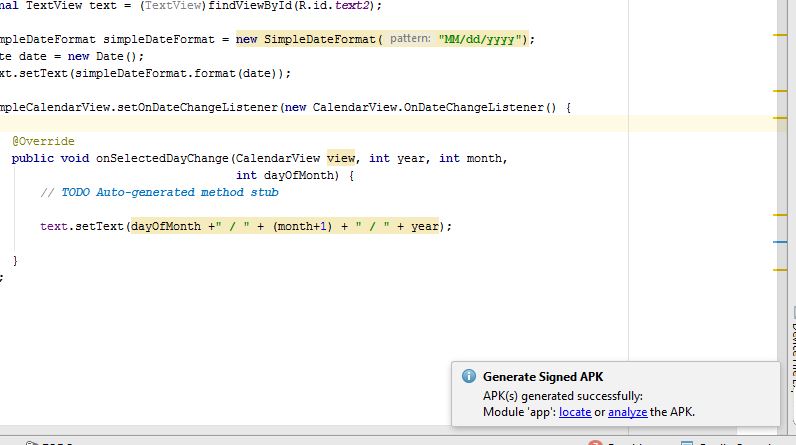 nal TextView text = (TextView)findViewById(R.id.text2);
mpleDateFormat simpleDateFormat = new SimpleDateFormat( pattern: "MM/dd/yyyy");
te date = new Date();
xt.setText(simpleDateFormat.format(date));
mpleCalendarView.setOnDateChangeListener(new CalendarView.OnDateChangeListener() {
@Override
public void onSelectedDayChange(CalendarView view, int year, int month,
int dayOfMonth) {
// TODO Auto-generated method stub
text.setText(dayOfMonth +" / " + (month+1) + " / " + year);
}
;
Generate Signed APK
APK(s) generated successfully:
Module 'app': locate or analyze the APK.